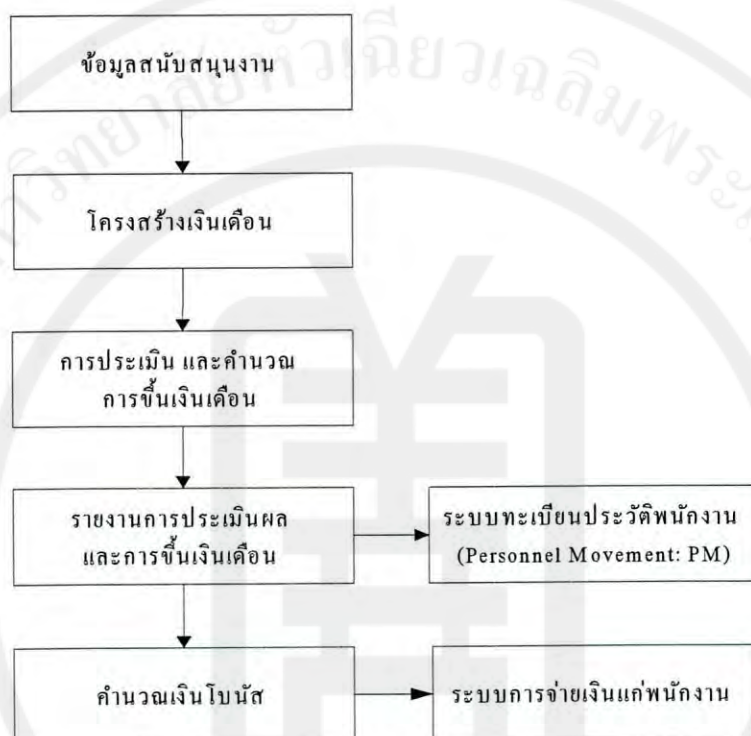 ข้อมูลสนับสนุนงาน
โครงสร้างเงินเดือน
การประเมิน และคำนวณ
การขึ้นเงินเดือน
รายงานการประเมินผล
และการขึ้นเงินเดือน
ระบบทะเบียนประวัติพนักงาน
(Personnel Movement: PM)
คำนวณเงินโบนัส
ระบบการจ่ายเงินแก่พนักงาน